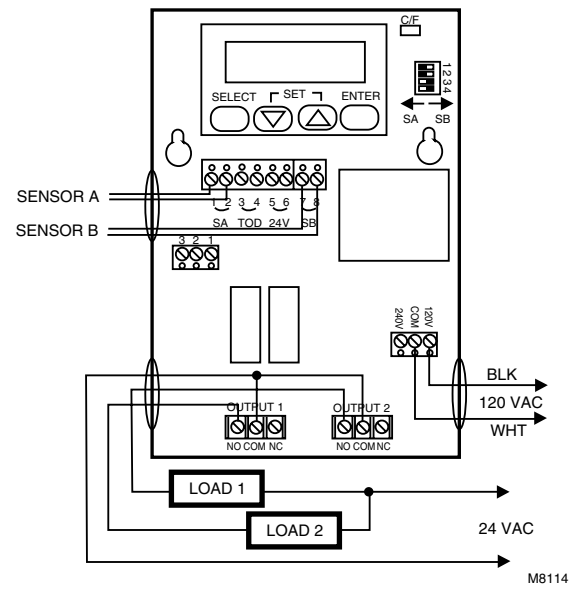 C/F
1 2 3 4
SELECT
SET
ENTER
SA SB
SENSOR A
1 2 3 4 5 6 7 8
SA TOD 24V SB
SENSOR B
3 2 1
240V COM 120V
BLK
120 VAC
WHT
OUTPUT 1
OUTPUT 2
NO COM NC
NO COM NC
LOAD 1
LOAD 2
24 VAC
M8114